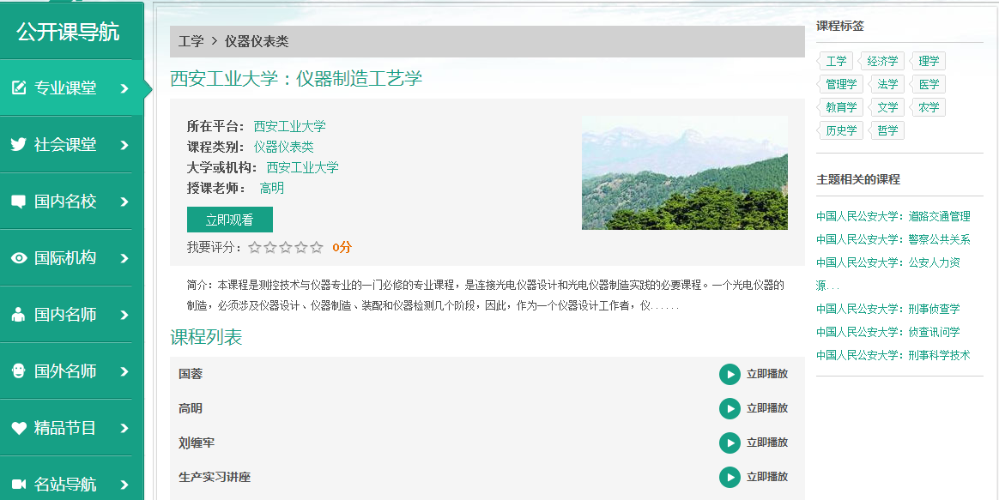 公开课导航
专业课堂
社会课堂
国内名校
国际机构
国内名师
国外名师
精品节目
名站导航
工学 > 仪器仪表类
西安工业大学：仪器制造工艺学
所在平台： 西安工业大学
课程类别： 仪器仪表类
大学或机构： 西安工业大学
授课老师： 高明
立即观看
我要评分： 0分
简介：本课程是测控技术与仪器专业的一门必修的专业课程，是连接光电仪器设计和光电仪器制造实践的必要课程。一个光电仪器的
制造，必须涉及仪器设计、仪器制造、装配和仪器检测几个阶段，因此，作为一个仪器设计工作者，仪......
课程列表
国蓉 立即播放
高明 立即播放
刘缠牢 立即播放
生产实习讲座 立即播放
课程标签
工学 经济学 理学
管理学 法学 医学
教育学 文学 农学
历史学 哲学
主题相关的课程
中国人民公安大学：道路交通管理
中国人民公安大学：警察公共关系
中国人民公安大学：公安人力资
源...
中国人民公安大学：刑事侦查学
中国人民公安大学：侦查讯问学
中国人民公安大学：刑事科学技术